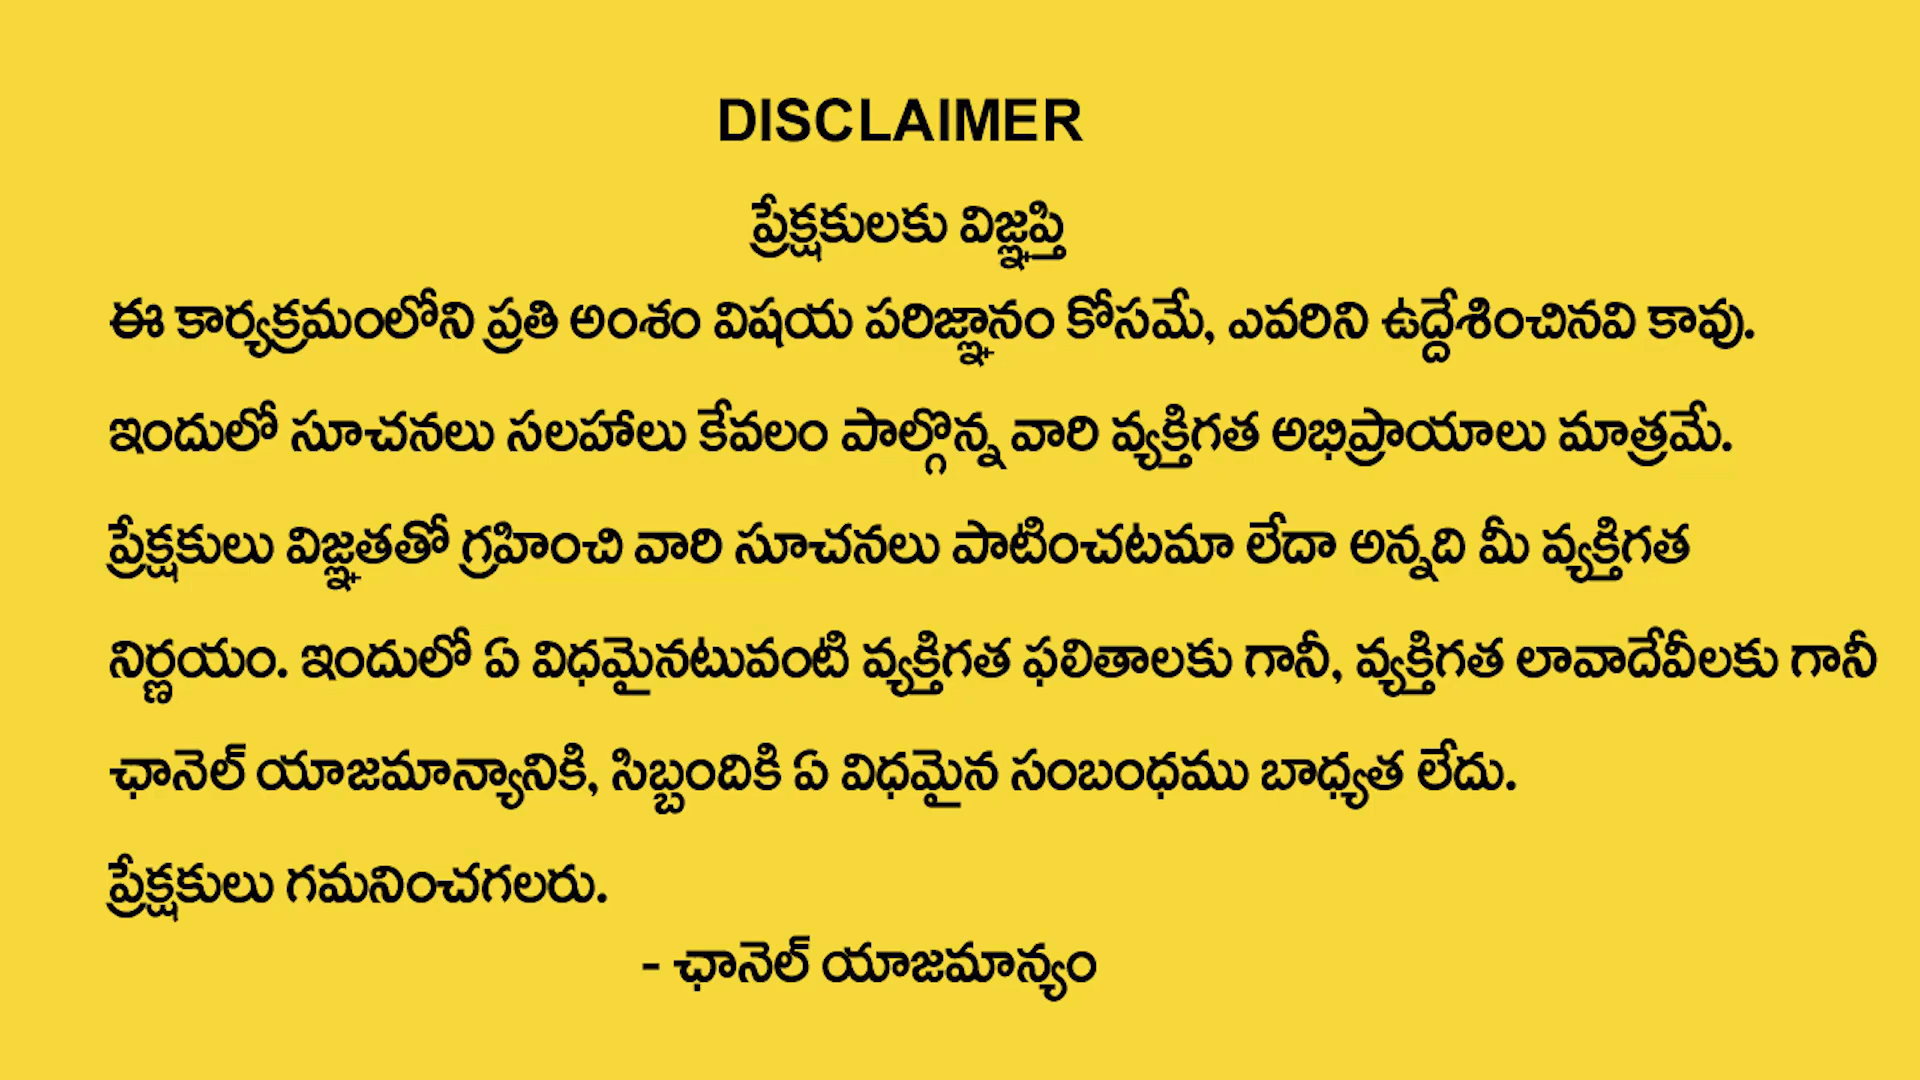 DISCLAIMER
ప్రేక్షకులకు విజ్ఞప్తి
ఈ కార్యక్రమంలోని ప్రతి అంశం విషయ పరిజ్ఞానం కోసమే, ఎవరిని ఉద్దేశించినవి కావు.
ఇందులో సూచనలు సలహాలు కేవలం పాల్గొన్న వారి వ్యక్తిగత అభిప్రాయాలు మాత్రమే.
ప్రేక్షకులు విజ్ఞతతో గ్రహించి వారి సూచనలు పాటించటమా లేదా అన్నది మీ వ్యక్తిగత
నిర్ణయం. ఇందులో ఏ విధమైనటువంటి వ్యక్తిగత ఫలితాలకు గానీ, వ్యక్తిగత లావాదేవీలకు గానీ
ఛానెల్ యాజమాన్యానికి, సిబ్బందికి ఏ విధమైన సంబంధము బాధ్యత లేదు.
ప్రేక్షకులు గమనించగలరు.
- ఛానెల్ యాజమాన్యం